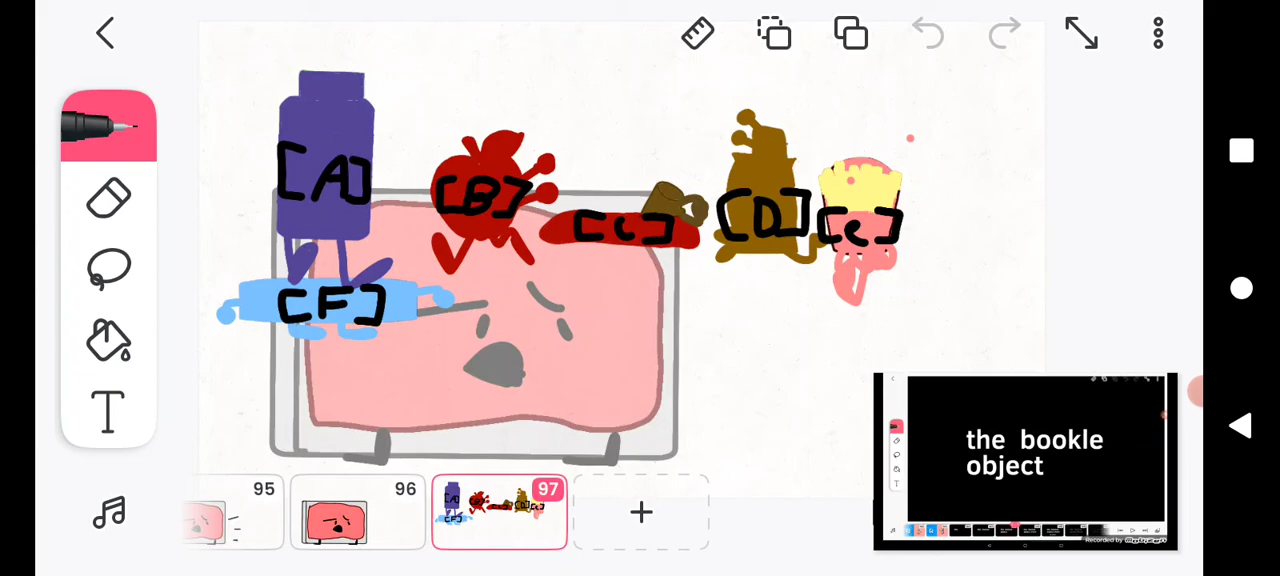 [A]
[B]
[C]
[D]
[e]
[F]
T
95
96
97
the bookle
object